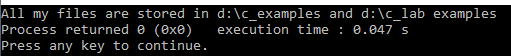 All my files are stored in d:\c_examples and d:\c_lab examples
Process returned 0 (0x0)   execution time : 0.047 s
Press any key to continue.